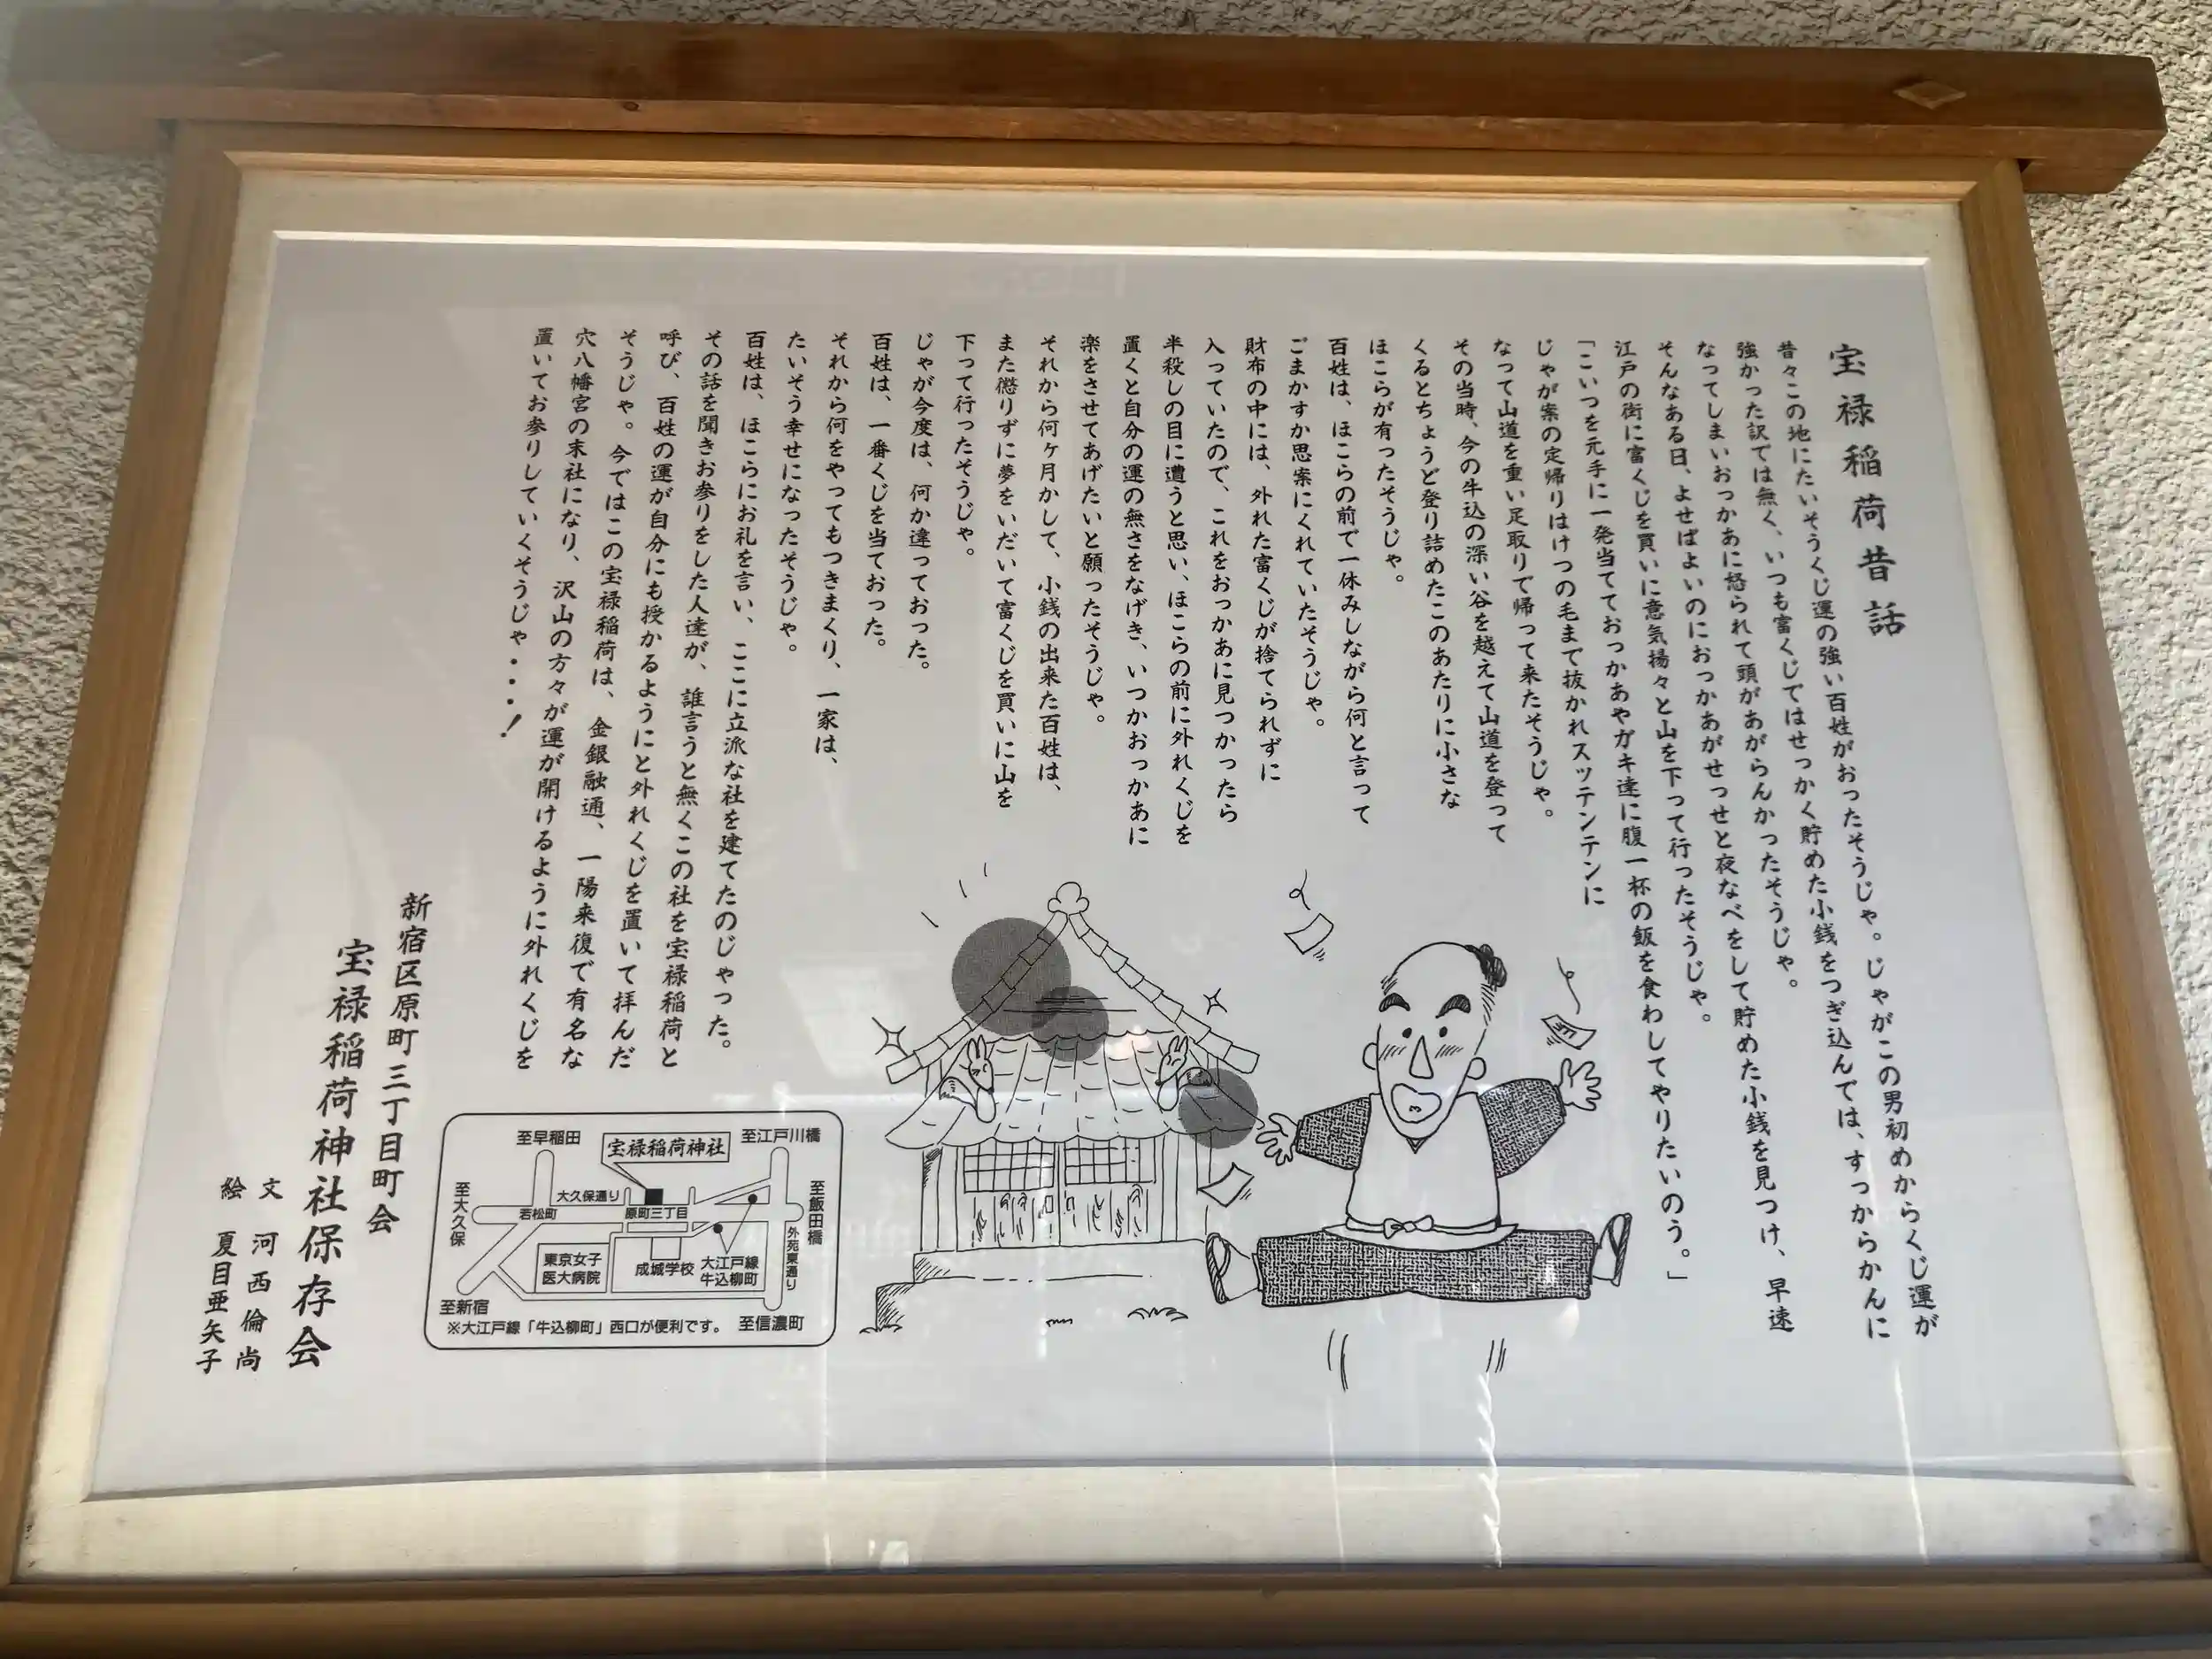 宝禄稲荷昔話
昔々この地にたいそうくじ運の強い百姓がおったそうじゃ。じゃがこの男初めからくじ運が
強かった訳では無く、いつも富くじではせっかく貯めた小銭をつぎ込んでは、すっからかんに
なってしまいおっかあに怒られて頭があがらんかったそうじゃ。
そんなある日、よせばよいのにおっかあがせっせと夜なべをして貯めた小銭を見つけ、早速
江戸の街に富くじを買いに意気揚々と山を下って行ったそうじゃ。
「こいつを元手に一発当てておっかあやガキ達に腹一杯の飯を食わしてやりたいのう。」
じゃが案の定帰りはけつの毛まで抜かれスッテンテンに
なって山道を重い足取りで帰って来たそうじゃ。
その当時、今の牛込の深い谷を越えて山道を登って
くるとちょうど登り詰めたこのあたりに小さな
ほこらが有ったそうじゃ。
百姓は、ほこらの前で一休みしながら何と言って
ごまかすか思案にくれていたそうじゃ。
財布の中には、外れた富くじが捨てられずに
入っていたので、これをおっかあに見つかったら
半殺しの目に遭うと思い、ほこらの前に外れくじを
置くと自分の運の無さをなげき、いつかおっかあに
楽をさせてあげたいと願ったそうじゃ。
それから何ヶ月かして、小銭の出来た百姓は、
また懲りずに夢をいだいて富くじを買いに山を
下って行ったそうじゃ。
じゃが今度は、何か違っておった。
百姓は、一番くじを当ておった。
それから何をやってもつきまくり、一家は、
たいそう幸せになったそうじゃ。
百姓は、ほこらにお礼を言い、ここに立派な社を建てたのじゃった。
その話を聞きお参りをした人達が、誰言うと無くこの社を宝禄稲荷と
呼び、百姓の運が自分にも授かるようにと外れくじを置いて拝んだ
そうじゃ。今ではこの宝禄稲荷は、金銀融通、一陽来復で有名な
穴八幡宮の末社になり、沢山の方々が運が開けるように外れくじを
置いてお参りしていくそうじゃ・・・！
新宿区原町三丁目町会
宝禄稲荷神社保存会
文 河西倫尚
絵 夏目亜矢子
至早稲田
宝禄稲荷神社
至江戸川橋
至大久保
大久保通り
至飯田橋
若松町
原町三丁目
外苑東通り
東京女子
医大病院
成城学校
大江戸線
牛込柳町
至新宿
※大江戸線「牛込柳町」西口が便利です。
至信濃町